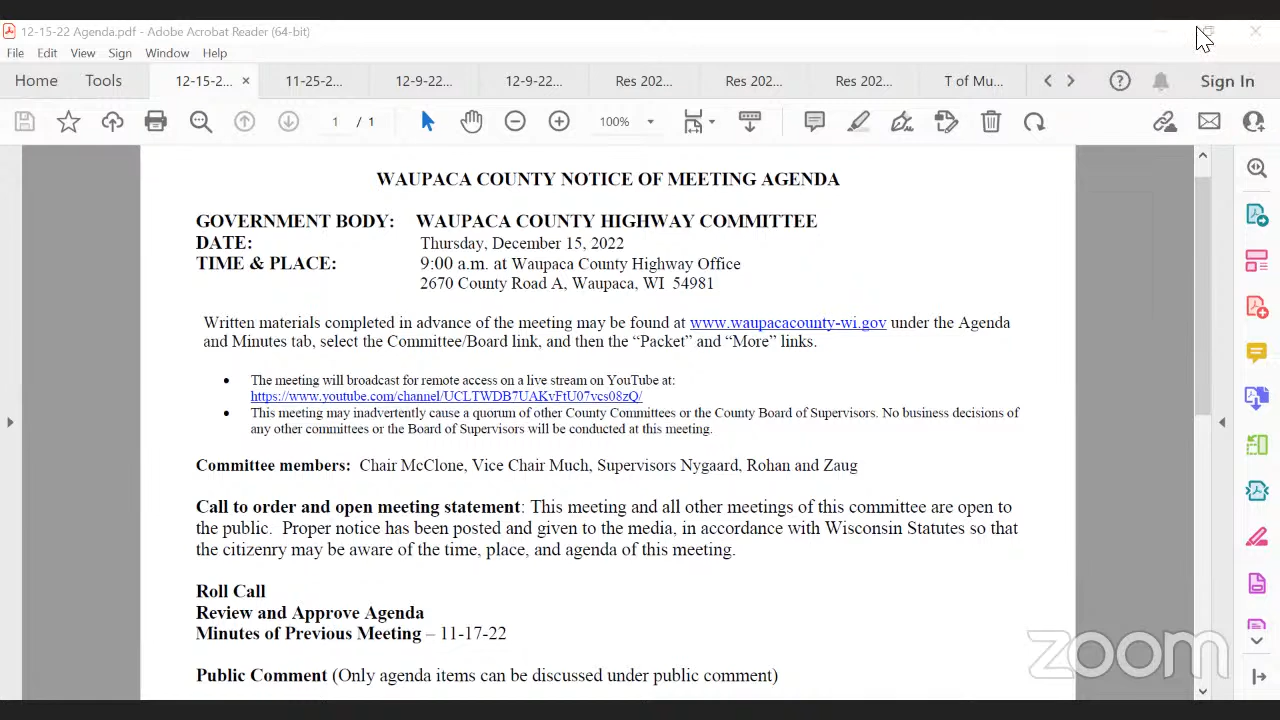 12-15-22 Agenda.pdf - Adobe Acrobat Reader (64-bit)
File Edit View Sign Window Help
Home Tools 12-15-2... × 11-25-2... 12-9-22... 12-9-22... Res 202... Res 202... Res 202... T of Mu... Sign In
1 / 1 100%
WAUPACA COUNTY NOTICE OF MEETING AGENDA
GOVERNMENT BODY: WAUPACA COUNTY HIGHWAY COMMITTEE
DATE: Thursday, December 15, 2022
TIME & PLACE: 9:00 a.m. at Waupaca County Highway Office
2670 County Road A, Waupaca, WI 54981
Written materials completed in advance of the meeting may be found at www.waupacacounty-wi.gov under the Agenda
and Minutes tab, select the Committee/Board link, and then the “Packet” and “More” links.
• The meeting will broadcast for remote access on a live stream on YouTube at:
https://www.youtube.com/channel/UCLTWDB7UAKvFtU07vcs08zQ/
• This meeting may inadvertently cause a quorum of other County Committees or the County Board of Supervisors. No business decisions of
any other committees or the Board of Supervisors will be conducted at this meeting.
Committee members: Chair McClone, Vice Chair Much, Supervisors Nygaard, Rohan and Zaug
Call to order and open meeting statement: This meeting and all other meetings of this committee are open to
the public. Proper notice has been posted and given to the media, in accordance with Wisconsin Statutes so that
the citizenry may be aware of the time, place, and agenda of this meeting.
Roll Call
Review and Approve Agenda
Minutes of Previous Meeting – 11-17-22
zoom
Public Comment (Only agenda items can be discussed under public comment)